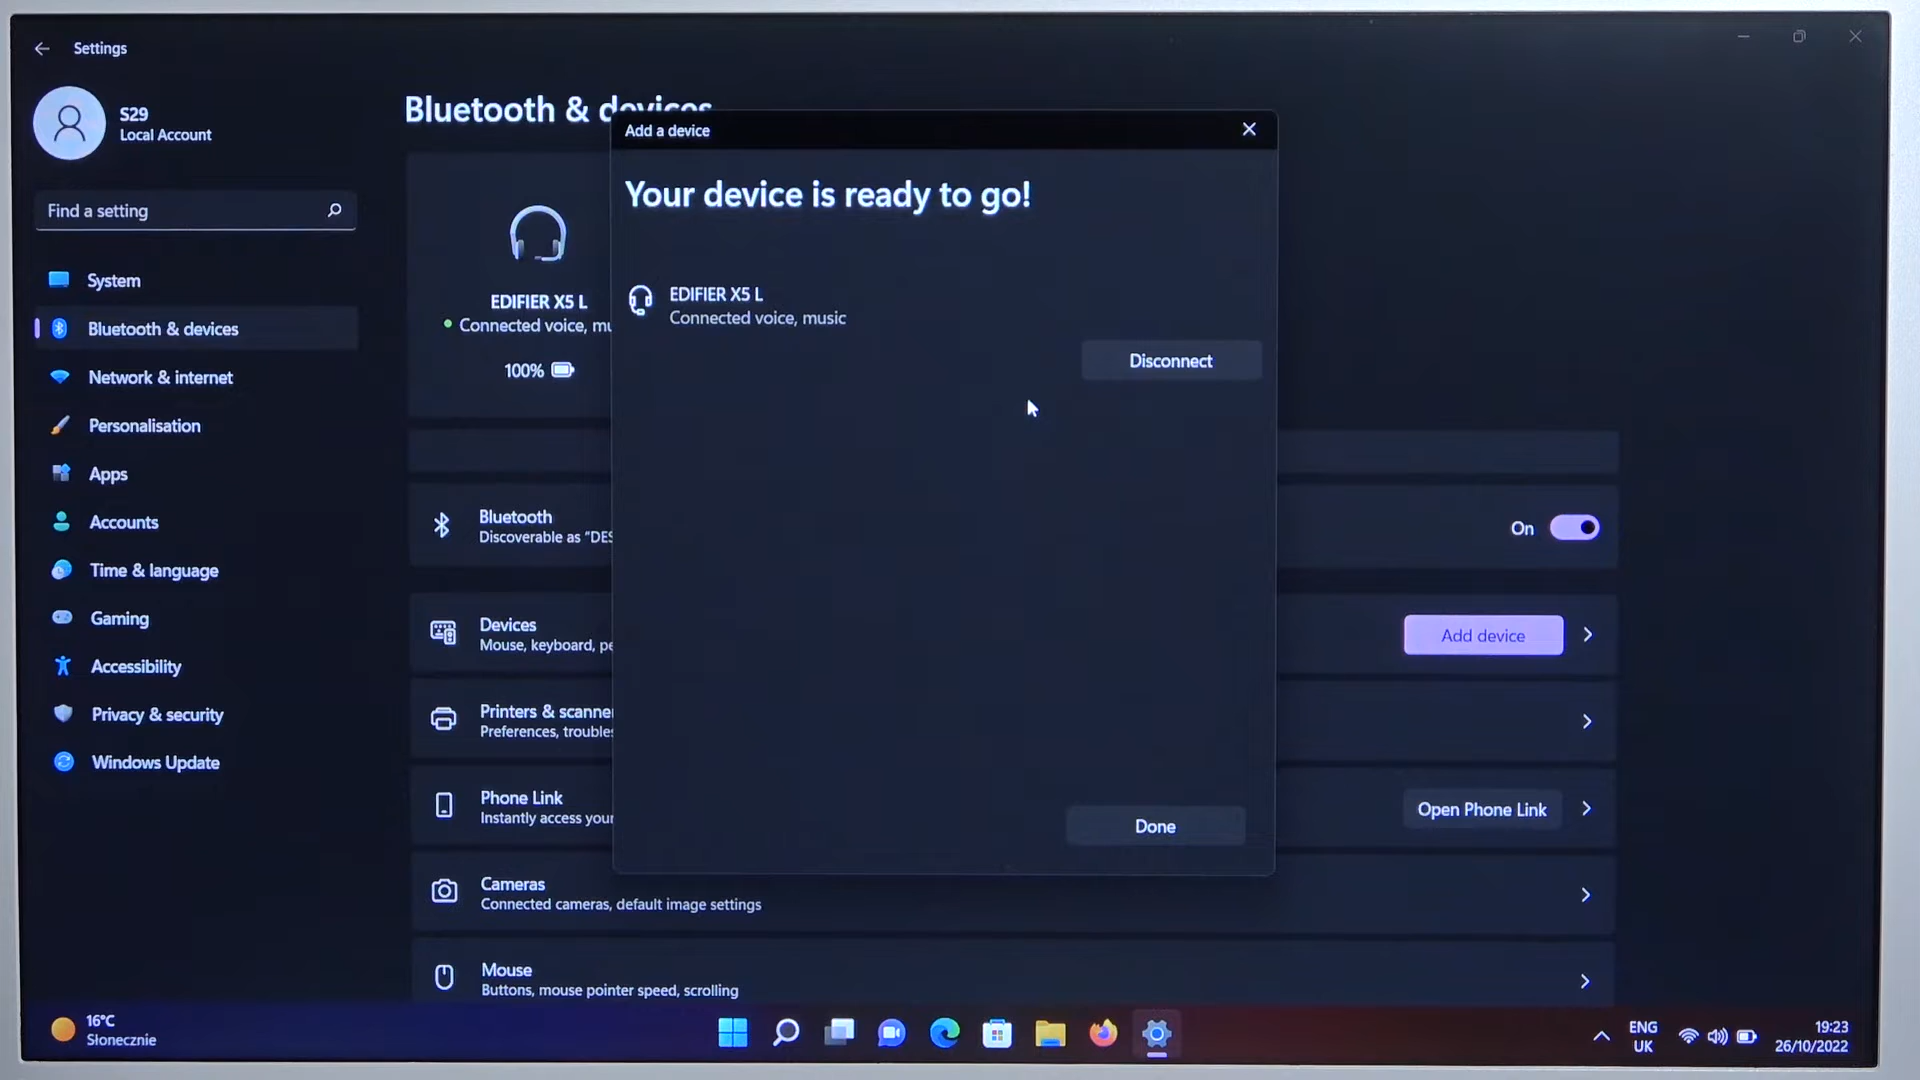 Settings
S29
Local Account
Find a setting
System
Bluetooth & devices
Network & internet
Personalisation
Apps
Accounts
Time & language
Gaming
Accessibility
Privacy & security
Windows Update
Bluetooth & devices
EDIFIER X5 L
Connected voice, mu
100%
Bluetooth
Discoverable as "DES
On
Devices
Mouse, keyboard, pe
Add device
Printers & scanne
Preferences, trouble
Phone Link
Instantly access your
Open Phone Link
Cameras
Connected cameras, default image settings
Mouse
Buttons, mouse pointer speed, scrolling
Add a device
Your device is ready to go!
EDIFIER X5 L
Connected voice, music
Disconnect
Done
16°C
Słonecznie
ENG
UK
19:23
26/10/2022